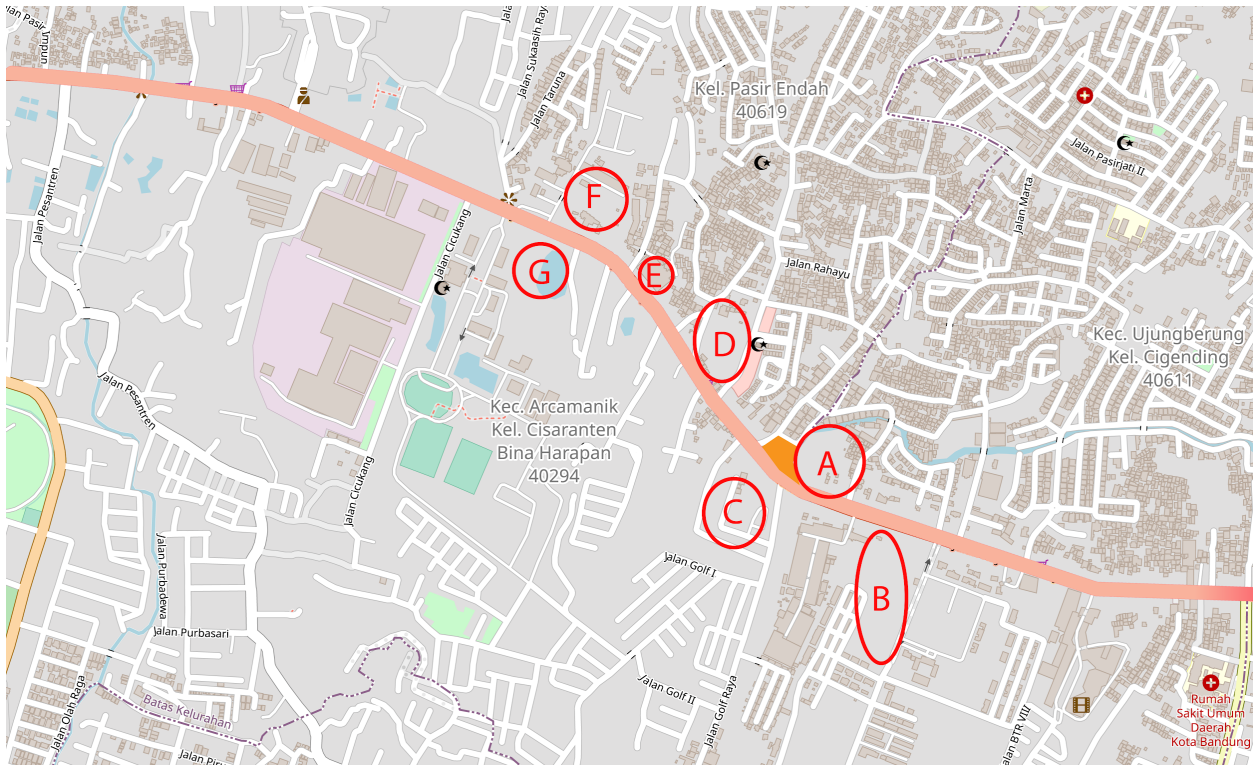 Jalan Sukaasih Ray
Jalan Taruna
Kel. Pasir Endah
40619
Jalan Pasirjati II
Jalan Pesantren
Jalan Cicukang
Jalan Marta
Jalan Rahayu
F
G
E
D
Kec. Ujungberung
Kel. Cigending
40611
Jalan Pesantren
Kec. Arcamanik
Kel. Cisaranten
Bina Harapan
40294
A
C
Jalan Cicukang
B
Jalan Golf I
Jalan Purbadewa
Jalan Purbasari
Jalan Golf II
Jalan Golf Raya
Jalan Olah Raga
Batas Kelurahan
alan BTR VIII
Rumah
Sakit Umum
Daerah
Kota Bandung